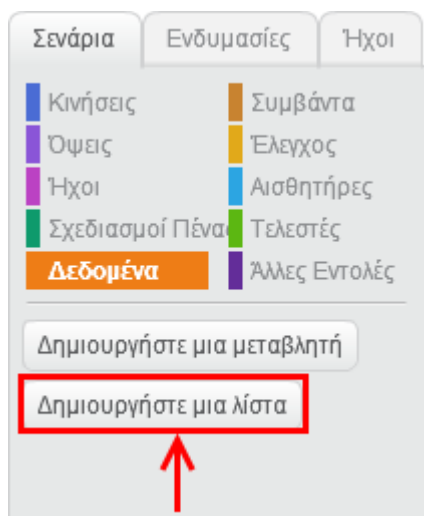 Σενάρια Ενδυμασίες Ήχοι
Κινήσεις Συμβάντα
Όψεις Έλεγχος
Ήχοι Αισθητήρες
Σχεδιασμοί Πένας Τελεστές
Δεδομένα Άλλες Εντολές
Δημιουργήστε μια μεταβλητή
Δημιουργήστε μια λίστα